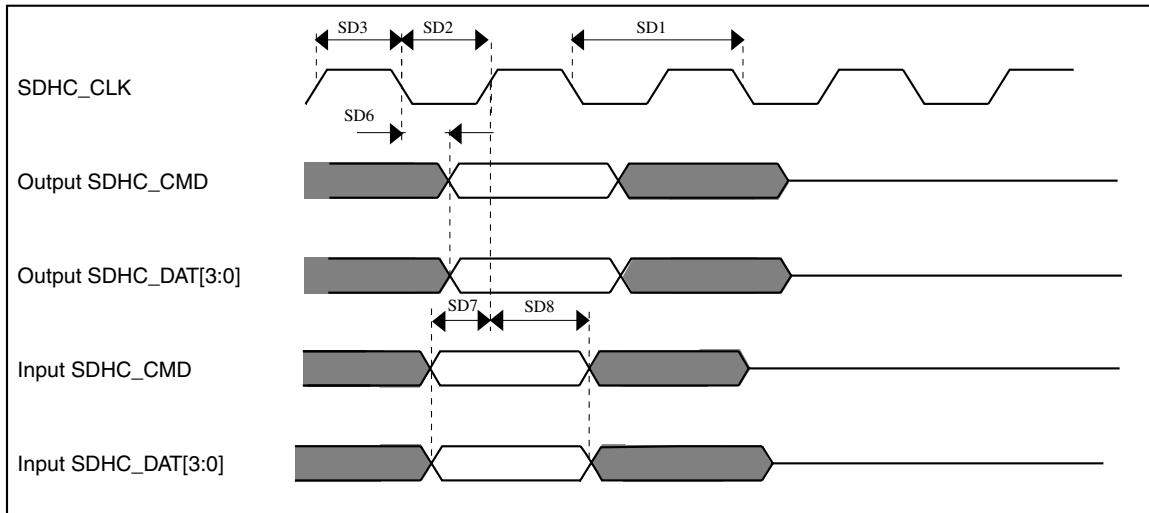 SD3 SD2 SD1
SDHC_CLK
SD6
Output SDHC_CMD
Output SDHC_DAT[3:0]
SD7 SD8
Input SDHC_CMD
Input SDHC_DAT[3:0]